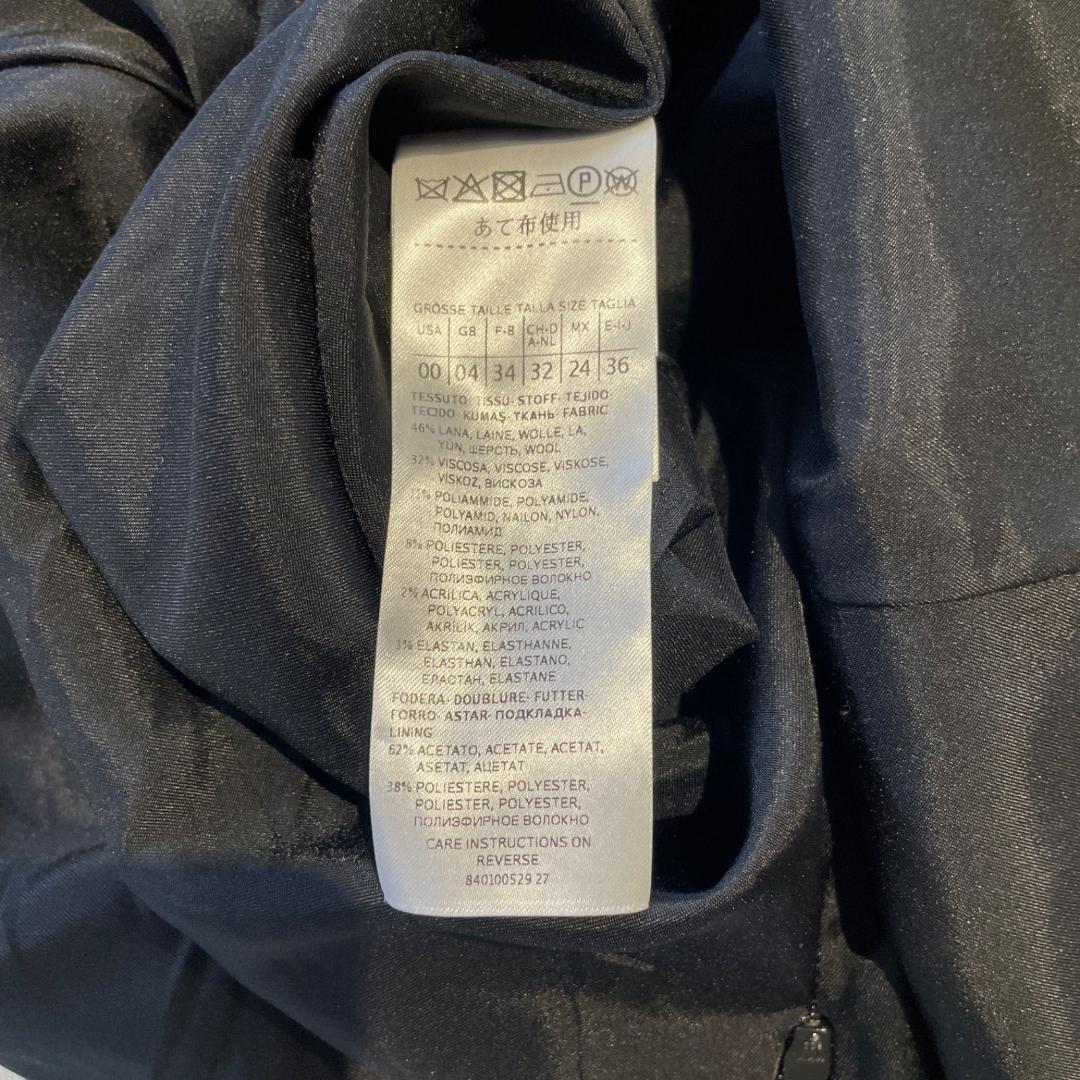 P W
あて布使用
GRÖSSE TAILLE TALLA SIZE TAGLIA
USA GB F-B CH-D A-NL MX E-I-J
00 04 34 32 24 36
TESSUTO· TISSU· STOFF· TEJIDO·
TECIDO· KUMAŞ· ТКАНЬ· FABRIC
46% LANA, LAINE, WOLLE, LA,
YÜN, ШЕРСТЬ, WOOL
32% VISCOSA, VISCOSE, VISKOSE,
VİSKOZ, ВИСКОЗА
11% POLIAMMIDE, POLYAMIDE,
POLYAMID, NAILON, NYLON,
ПОЛИАМИД
8% POLIESTERE, POLYESTER,
POLIESTER, POLYESTER,
ПОЛИЭФИРНОЕ ВОЛОКНО
2% ACRILICA, ACRYLIQUE,
POLYACRYL, ACRILICO,
AKRİLİK, АКРИЛ, ACRYLIC
1% ELASTAN, ELASTHANNE,
ELASTHAN, ELASTANO,
ЕЛАСТАН, ELASTANE
FODERA· DOUBLURE· FUTTER·
FORRO· ASTAR· ПОДКЛАДКА·
LINING
62% ACETATO, ACETATE, ACETAT,
ASETAT, АЦЕТАТ
38% POLIESTERE, POLYESTER,
POLIESTER, POLYESTER,
ПОЛИЭФИРНОЕ ВОЛОКНО
CARE INSTRUCTIONS ON
REVERSE
840100529 27